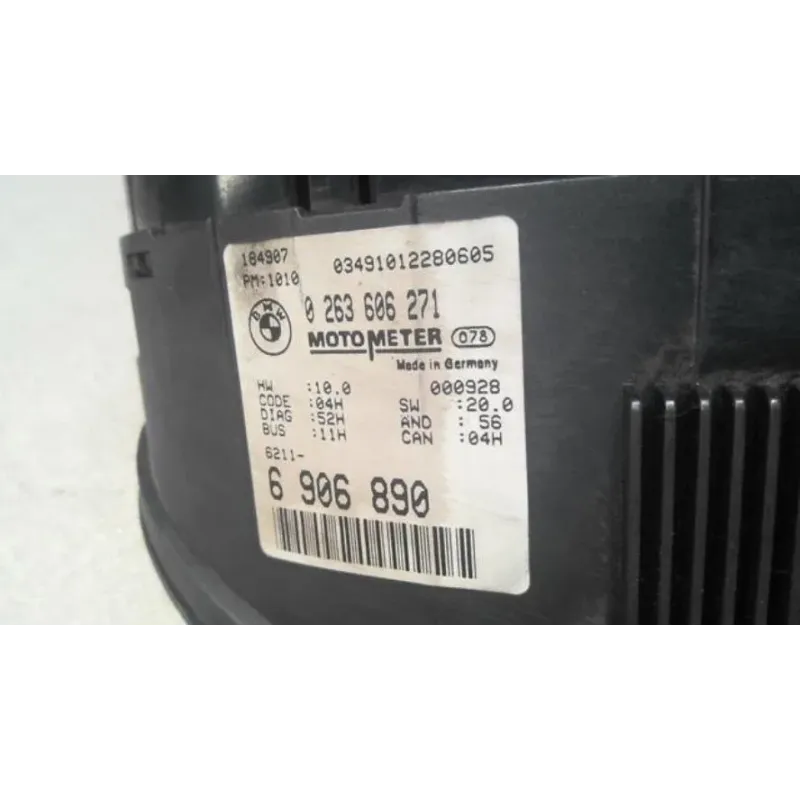 184907 03491012280605
PM:1010
BMW 0 263 606 271
MOTOMETER 078
Made in Germany
HW :10.0 000928
CODE :04H SW :20.0
DIAG :52H AND : 56
BUS :11H CAN :04H
6211-
6 906 890